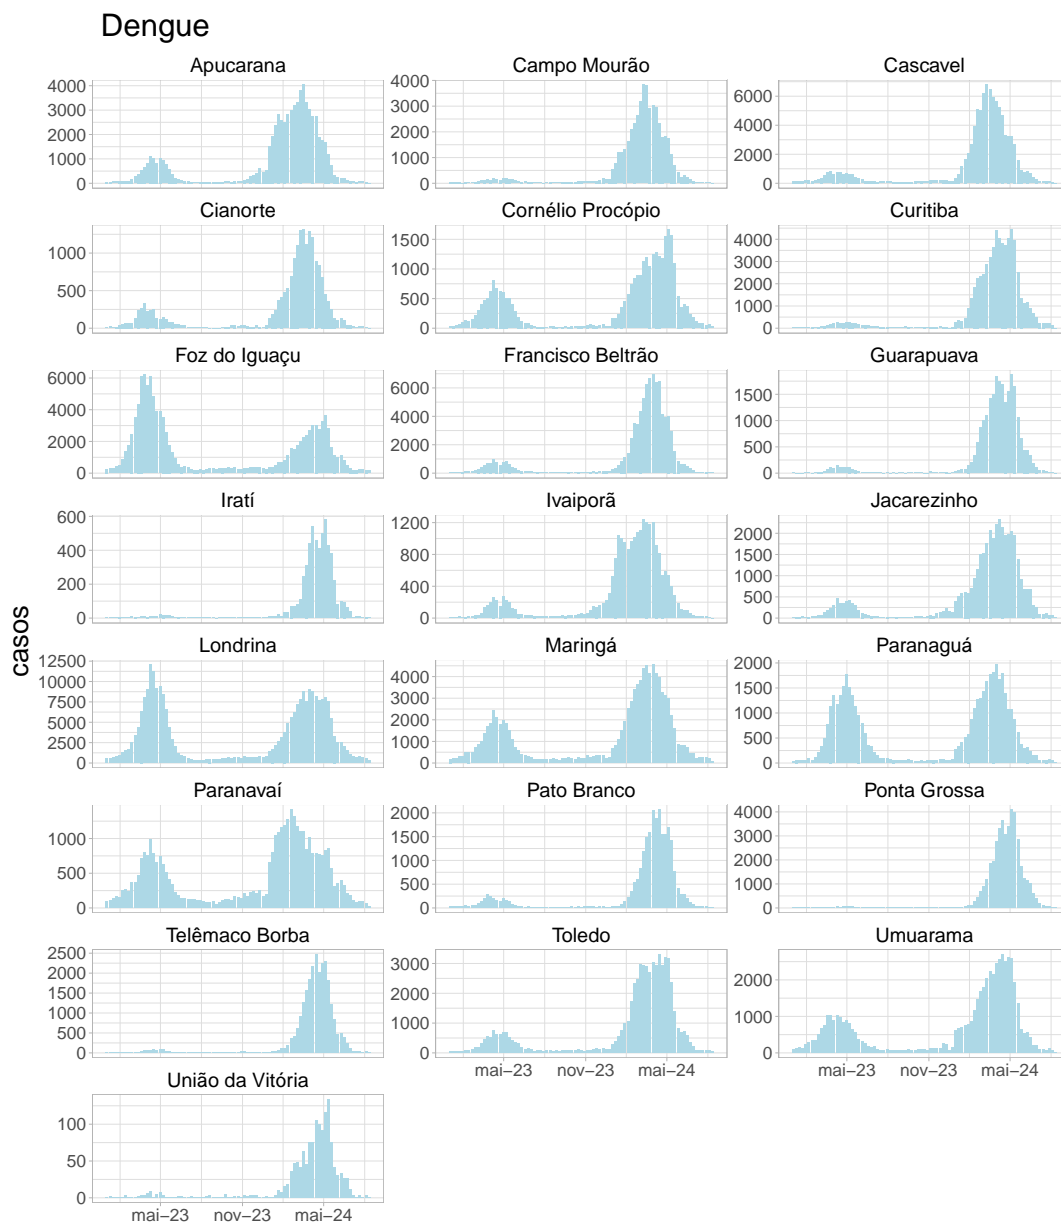 Dengue
Apucarana Campo Mourão Cascavel
4000 3000 2000 1000 0
4000 3000 2000 1000 0
6000 4000 2000 0
Cianorte Cornélio Procópio Curitiba
1000 500 0
1500 1000 500 0
4000 3000 2000 1000 0
Foz do Iguaçu Francisco Beltrão Guarapuava
6000 4000 2000 0
6000 4000 2000 0
1500 1000 500 0
Iratí Ivaiporã Jacarezinho
600 400 200 0
1200 800 400 0
2000 1500 1000 500 0
casos
Londrina Maringá Paranaguá
12500 10000 7500 5000 2500 0
4000 3000 2000 1000 0
2000 1500 1000 500 0
Paranavaí Pato Branco Ponta Grossa
1000 500 0
2000 1500 1000 500 0
4000 3000 2000 1000 0
Telêmaco Borba Toledo Umuarama
2500 2000 1500 1000 500 0
3000 2000 1000 0
2000 1000 0
mai–23 nov–23 mai–24 mai–23 nov–23 mai–24
União da Vitória
100 50 0
mai–23 nov–23 mai–24